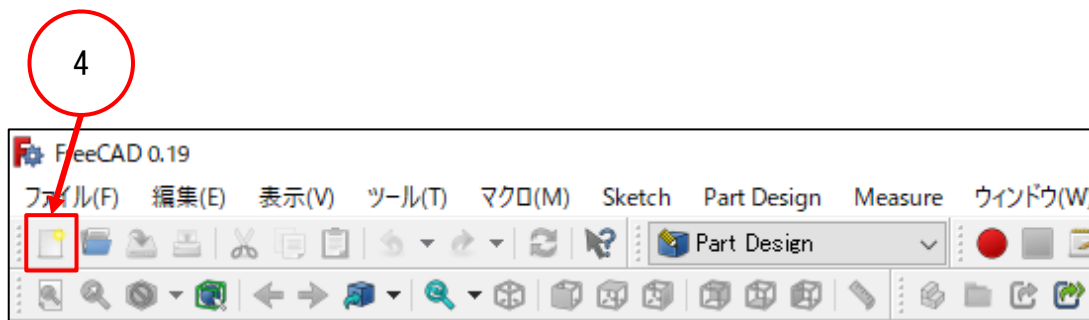 4
FreeCAD 0.19
ファイル(F) 編集(E) 表示(V) ツール(T) マクロ(M) Sketch Part Design Measure ウィンドウ(W)
Part Design